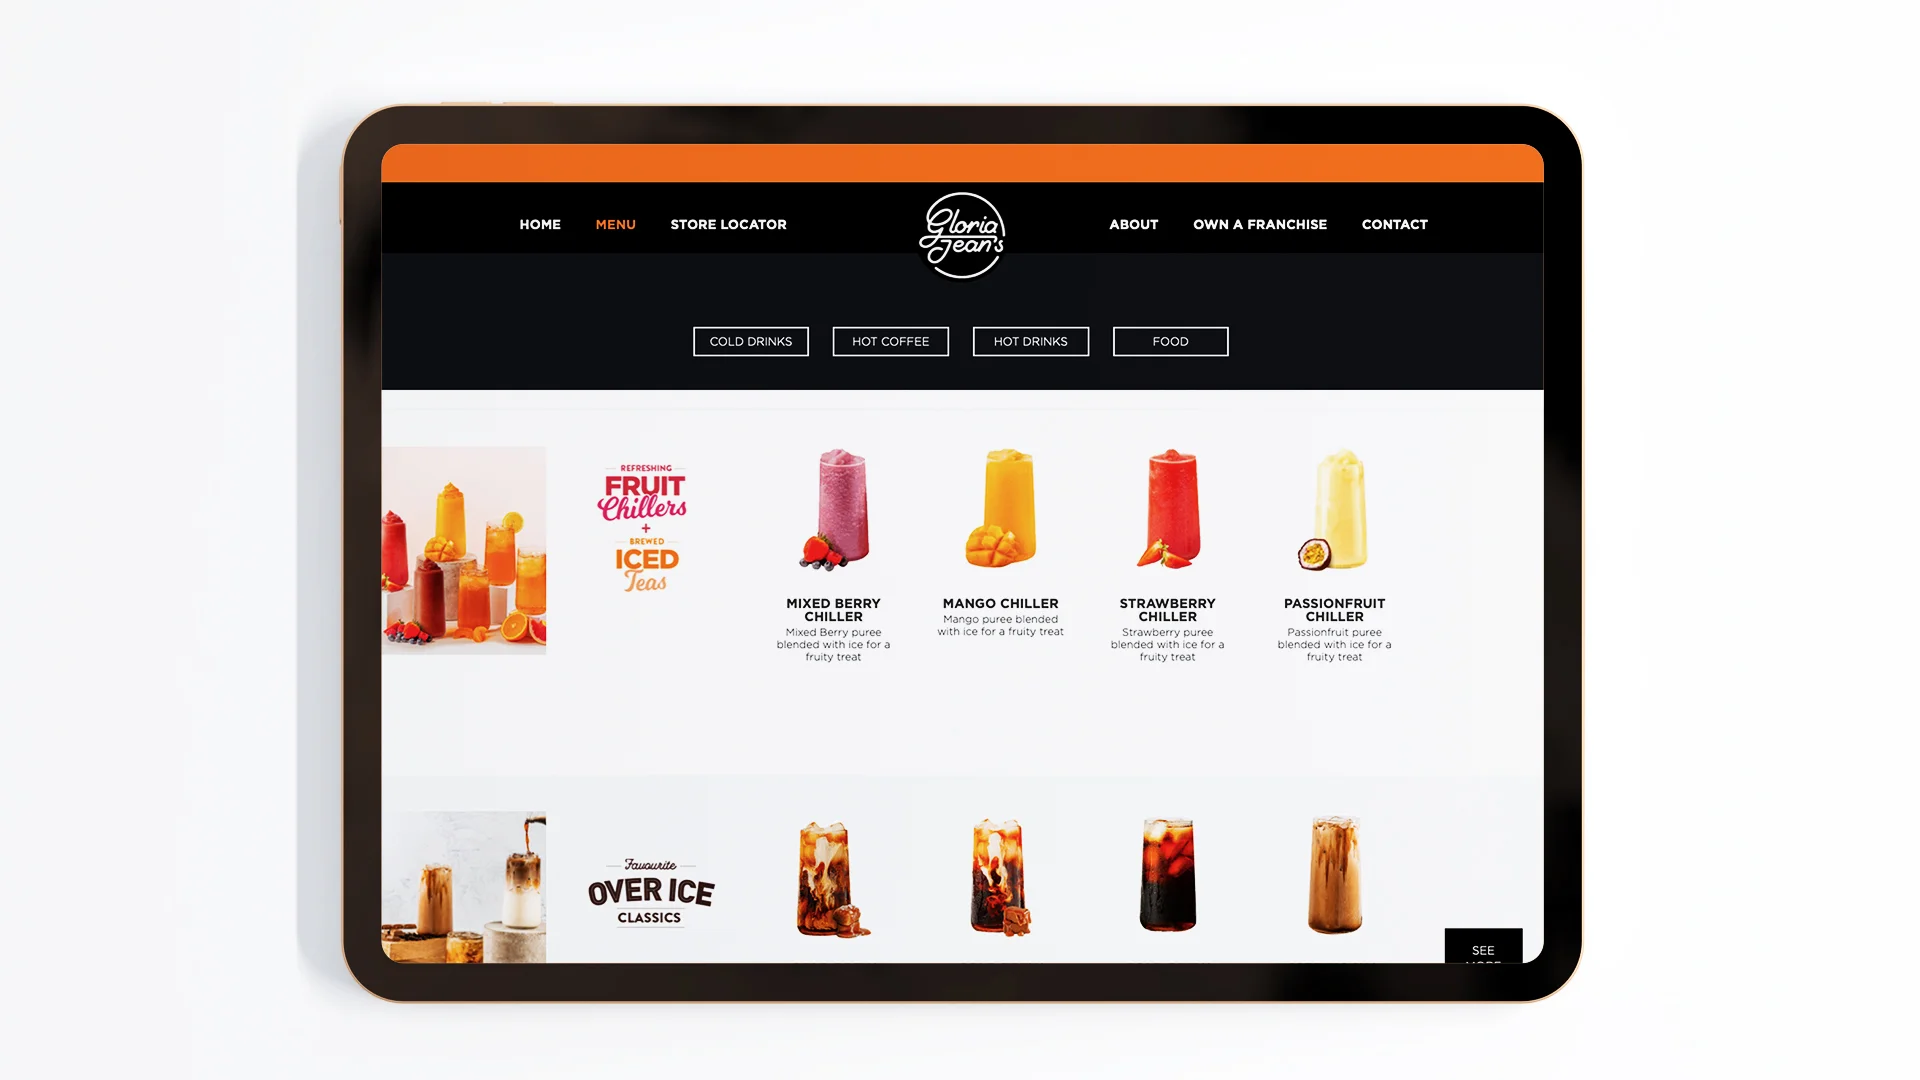 HOME
MENU
STORE LOCATOR
Gloria
Jean's
ABOUT
OWN A FRANCHISE
CONTACT
COLD DRINKS
HOT COFFEE
HOT DRINKS
FOOD
REFRESHING
FRUIT
Chillers
+
BREWED
ICED
Teas
MIXED BERRY
CHILLER
Mixed Berry puree
blended with ice for a
fruity treat
MANGO CHILLER
Mango puree blended
with ice for a fruity treat
STRAWBERRY
CHILLER
Strawberry puree
blended with ice for a
fruity treat
PASSIONFRUIT
CHILLER
Passionfruit puree
blended with ice for a
fruity treat
Favourite
OVER ICE
CLASSICS
SEE
MORE